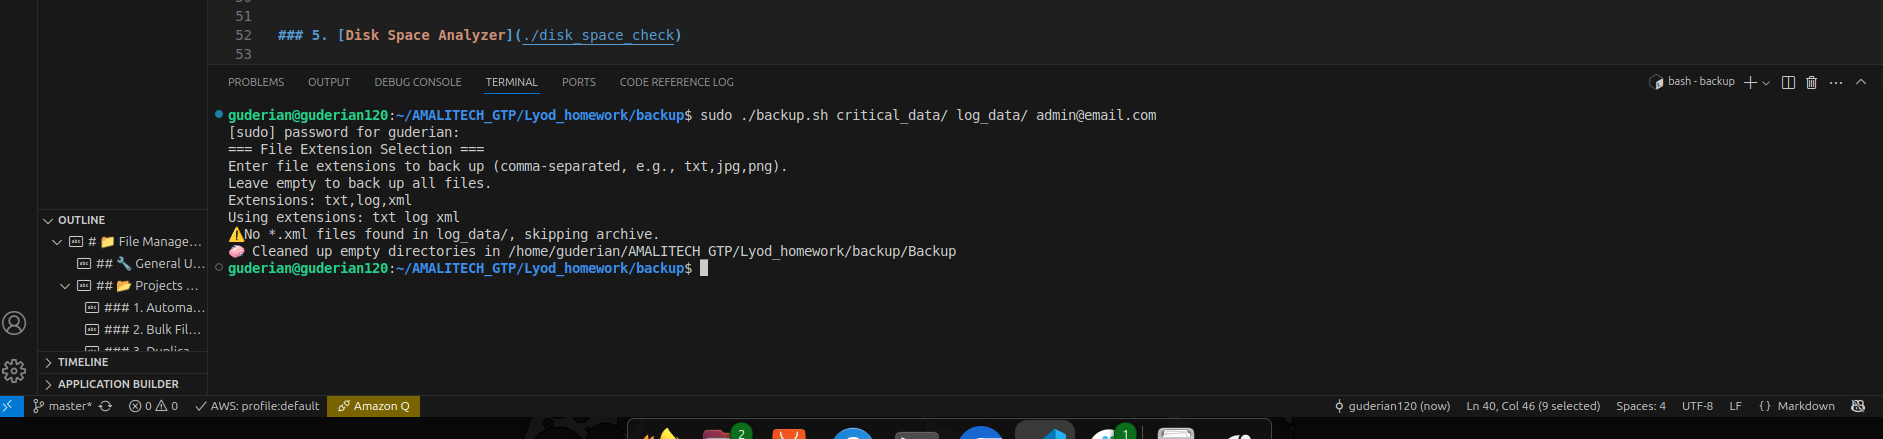 51
52 ### 5. [Disk Space Analyzer](./disk_space_check)
53
PROBLEMS OUTPUT DEBUG CONSOLE TERMINAL PORTS CODE REFERENCE LOG
bash - backup
guderian@guderian120:~/AMALITECH_GTP/Lyod_homework/backup$ sudo ./backup.sh critical_data/ log_data/ admin@email.com
[sudo] password for guderian:
=== File Extension Selection ===
Enter file extensions to back up (comma-separated, e.g., txt,jpg,png).
Leave empty to back up all files.
Extensions: txt,log,xml
Using extensions: txt log xml
⚠️No *.xml files found in log_data/, skipping archive.
🧼 Cleaned up empty directories in /home/guderian/AMALITECH_GTP/Lyod_homework/backup/Backup
guderian@guderian120:~/AMALITECH_GTP/Lyod_homework/backup$
OUTLINE
# 📁 File Manage...
## 🔧 General U...
## 📂 Projects ...
### 1. Automa...
### 2. Bulk Fil...
### 3. Duplica...
TIMELINE
APPLICATION BUILDER
master* 0 0 AWS: profile:default Amazon Q
guderian120 (now) Ln 40, Col 46 (9 selected) Spaces: 4 UTF-8 LF {} Markdown
2
1